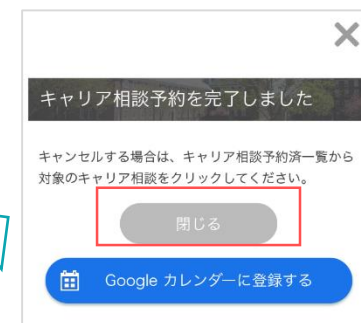 キャリア相談予約を完了しました
キャンセルする場合は、キャリア相談予約済一覧から
対象のキャリア相談をクリックしてください。
閉じる
Google カレンダーに登録する